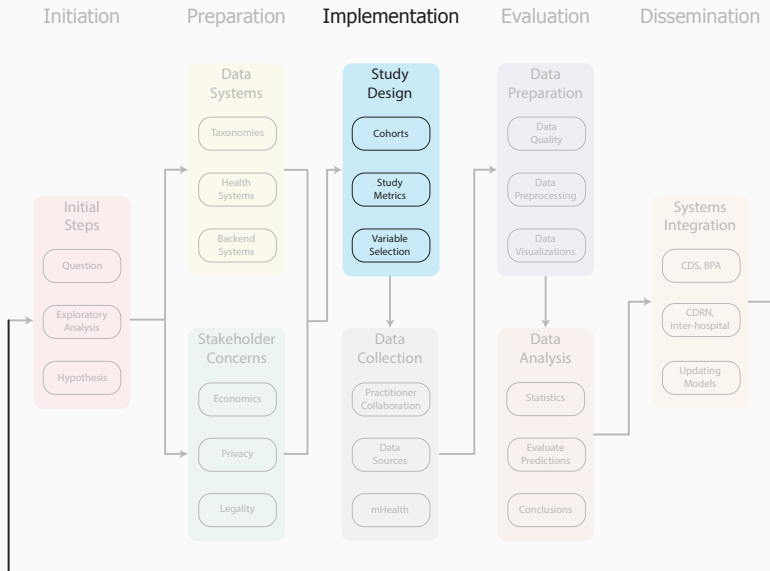 Initiation
Preparation
Implementation
Evaluation
Dissemination
Initial
Steps
Question
Exploratory
Analysis
Hypothesis
Data
Systems
Taxonomies
Health
Systems
Backend
Systems
Stakeholder
Concerns
Economics
Privacy
Legality
Study
Design
Cohorts
Study
Metrics
Variable
Selection
Data
Collection
Practitioner
Collaboration
Data
Sources
mHealth
Data
Preparation
Data
Quality
Data
Preprocessing
Data
Visualizations
Data
Analysis
Statistics
Evaluate
Predictions
Conclusions
Systems
Integration
CDS, BPA
CDRN,
inter-hospital
Updating
Models